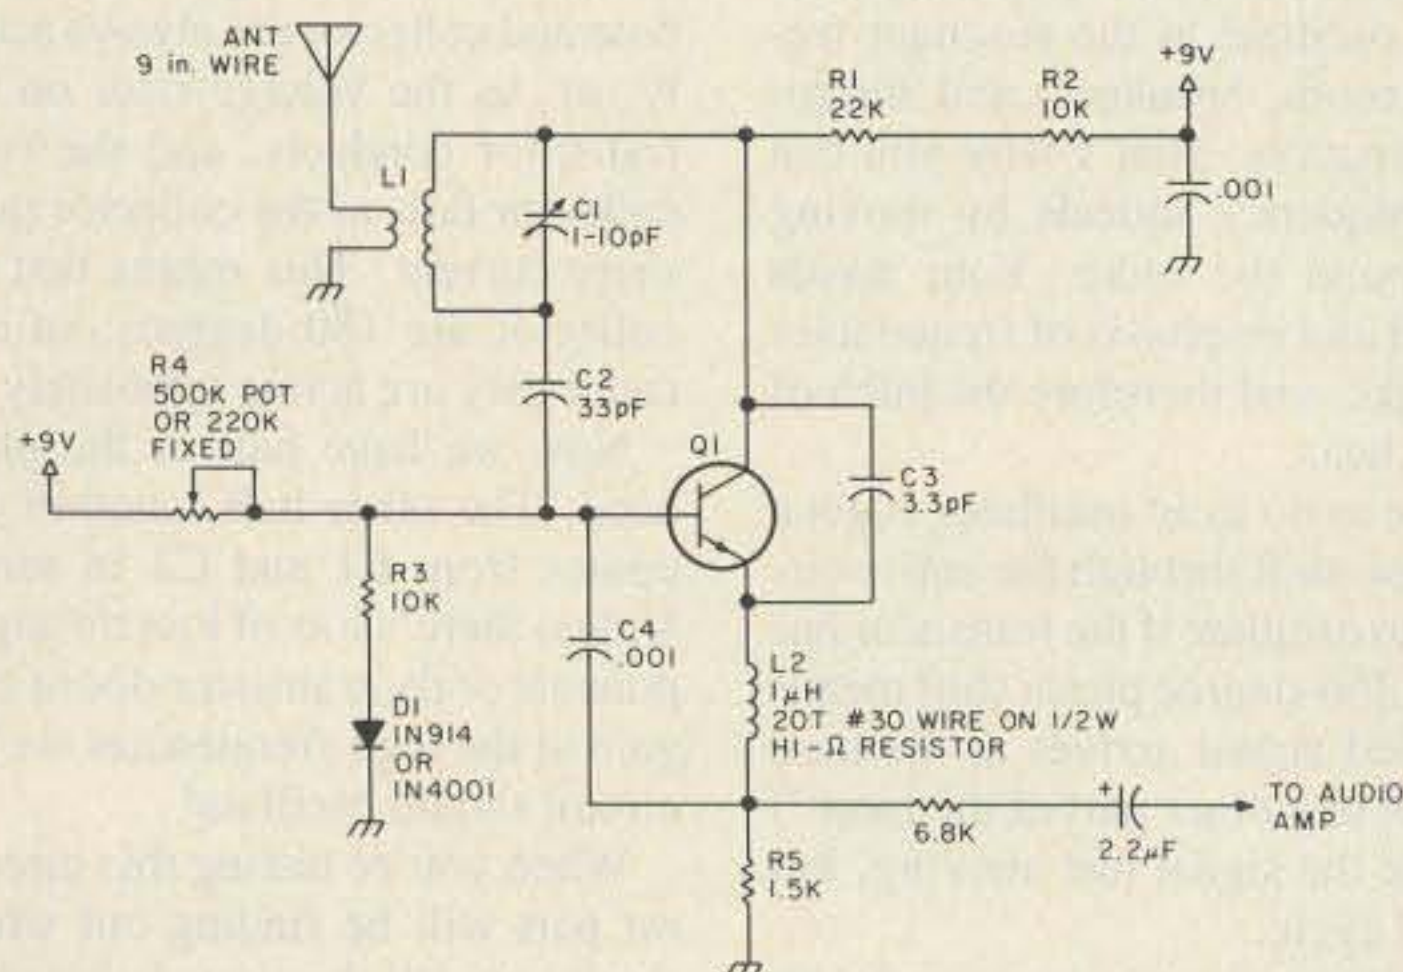 ANT
9 in. WIRE
L1
C1
1-10pF
R1
22K
R2
10K
+9V
.001
R4
500K POT
OR 220K
FIXED
+9V
C2
33pF
Q1
C3
3.3pF
R3
10K
C4
.001
D1
1N914
OR
1N4001
L2
1µH
20T #30 WIRE ON 1/2W
HI-Ω RESISTOR
6.8K
+
2.2µF
TO AUDIO
AMP
R5
1.5K